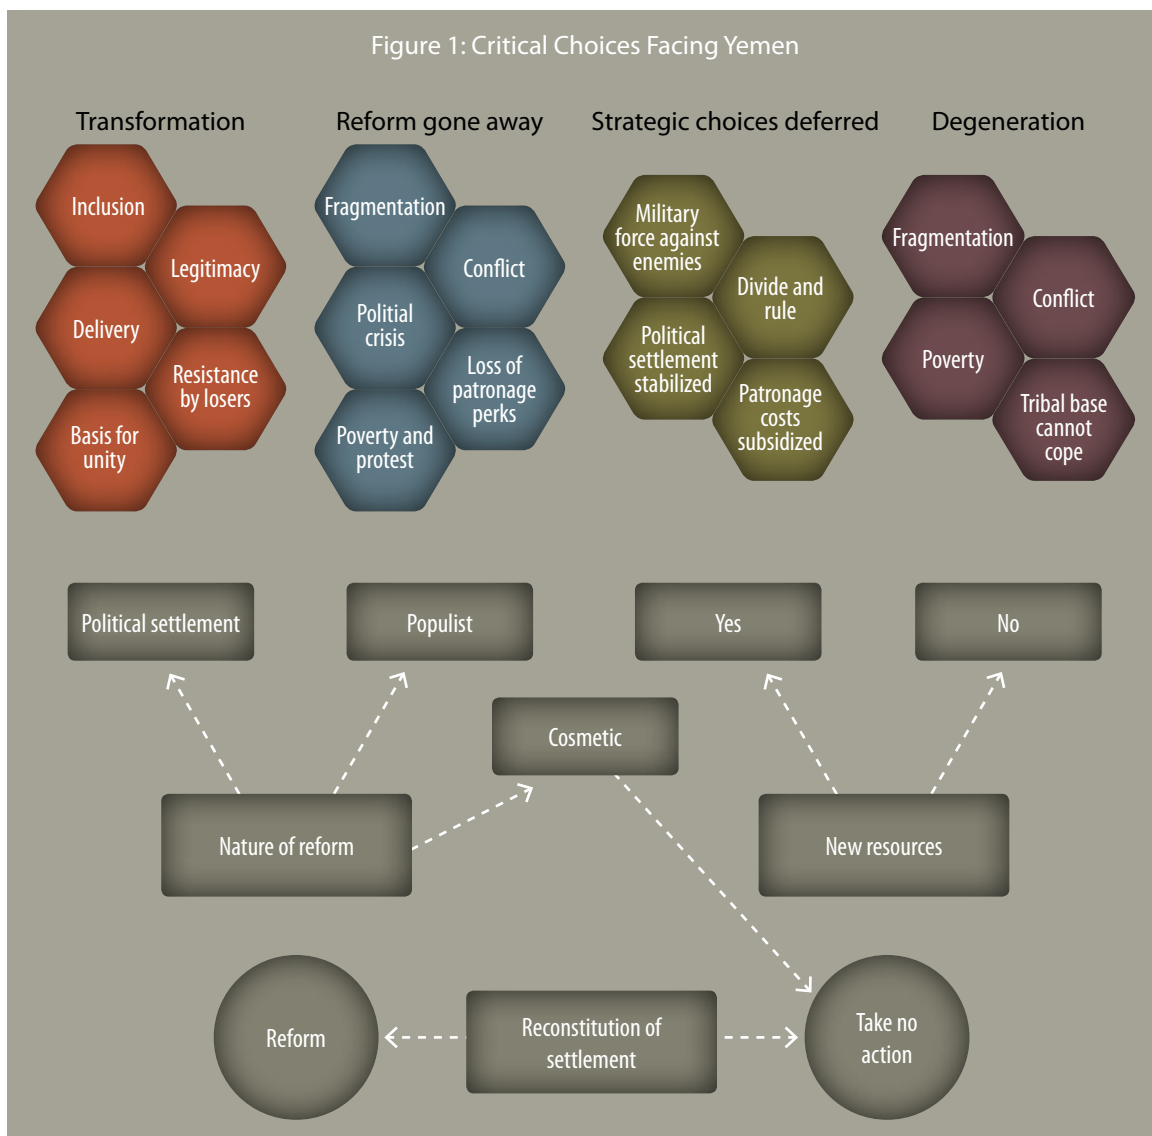 Figure 1: Critical Choices Facing Yemen
Transformation
Reform gone away
Strategic choices deferred
Degeneration
Inclusion
Legitimacy
Delivery
Resistance
by losers
Basis for
unity
Fragmentation
Conflict
Politial
crisis
Loss of
patronage
perks
Poverty and
protest
Military
force against
enemies
Divide and
rule
Political
settlement
stabilized
Patronage
costs
subsidized
Fragmentation
Conflict
Poverty
Tribal base
cannot
cope
Political settlement
Populist
Yes
No
Cosmetic
Nature of reform
New resources
Reform
Reconstitution of
settlement
Take no
action